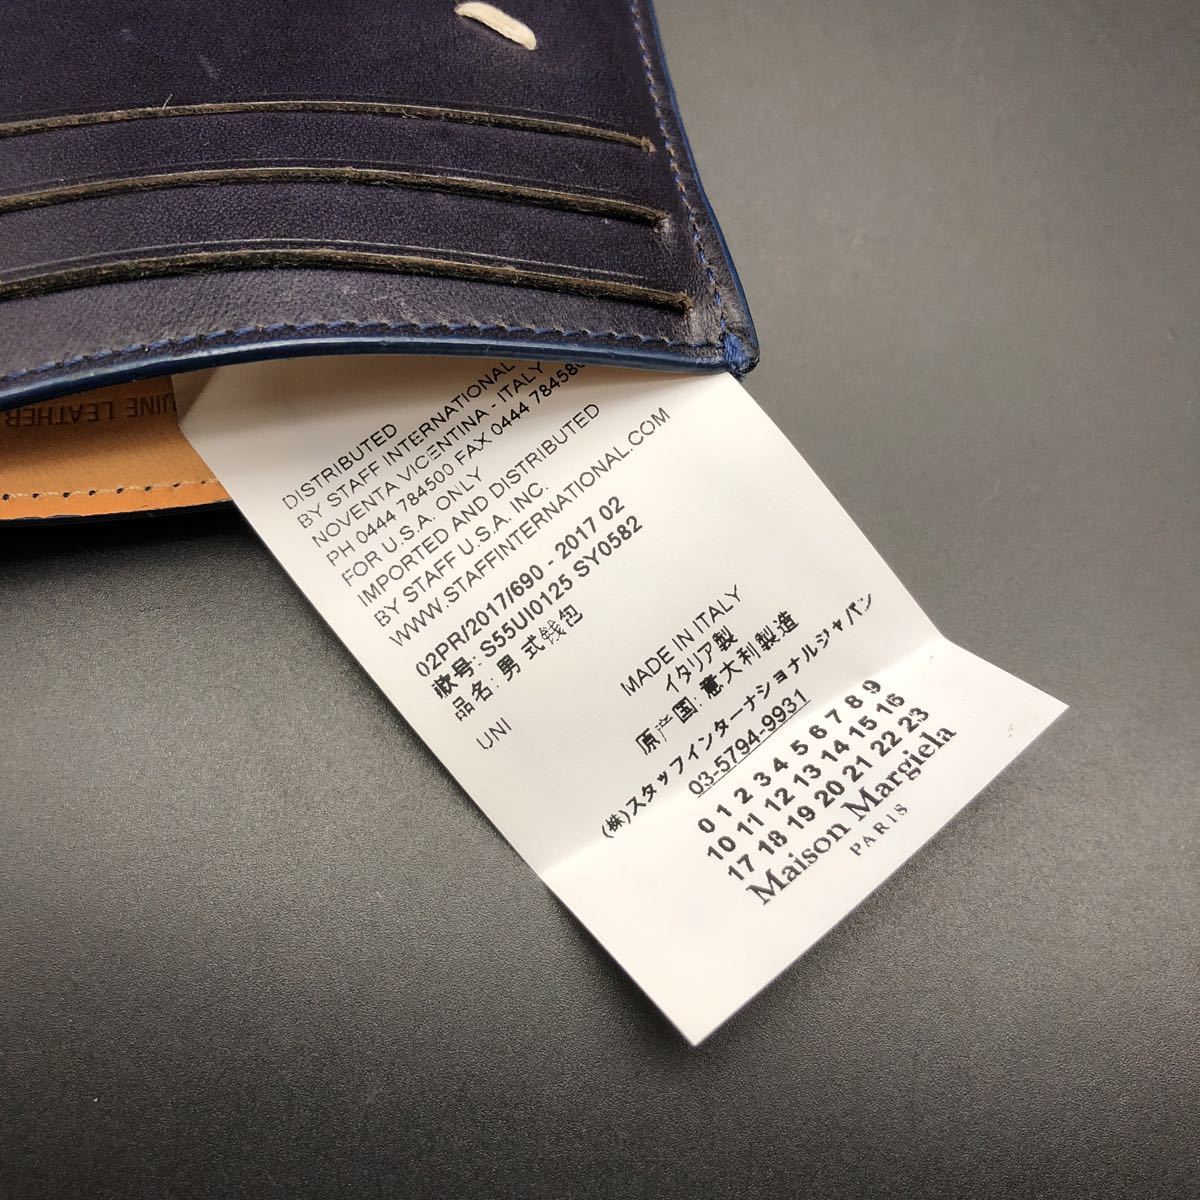 UINE LEATHER
DISTRIBUTED
BY STAFF INTERNATIONAL
NOVENTA VICENTINA - ITALY
PH 0444 784500 FAX 0444
FOR U.S.A. ONLY
IMPORTED AND DISTRIBUTED
BY STAFF U.S.A. INC.
WWW.STAFFINTERNATIONAL.COM
02PR/2017/690 - 2017 02
款号: S55UI0125 SY0582
品名: 男式钱包
UNI
MADE IN ITALY
イタリア製
原产国: 意大利製造
(株)スタッフインターナショナルジャパン
03-5794-9931
0 1 2 3 4 5 6 7 8 9
10 11 12 13 14 15 16
17 18 19 20 21 22 23
Maison Margiela
PARIS